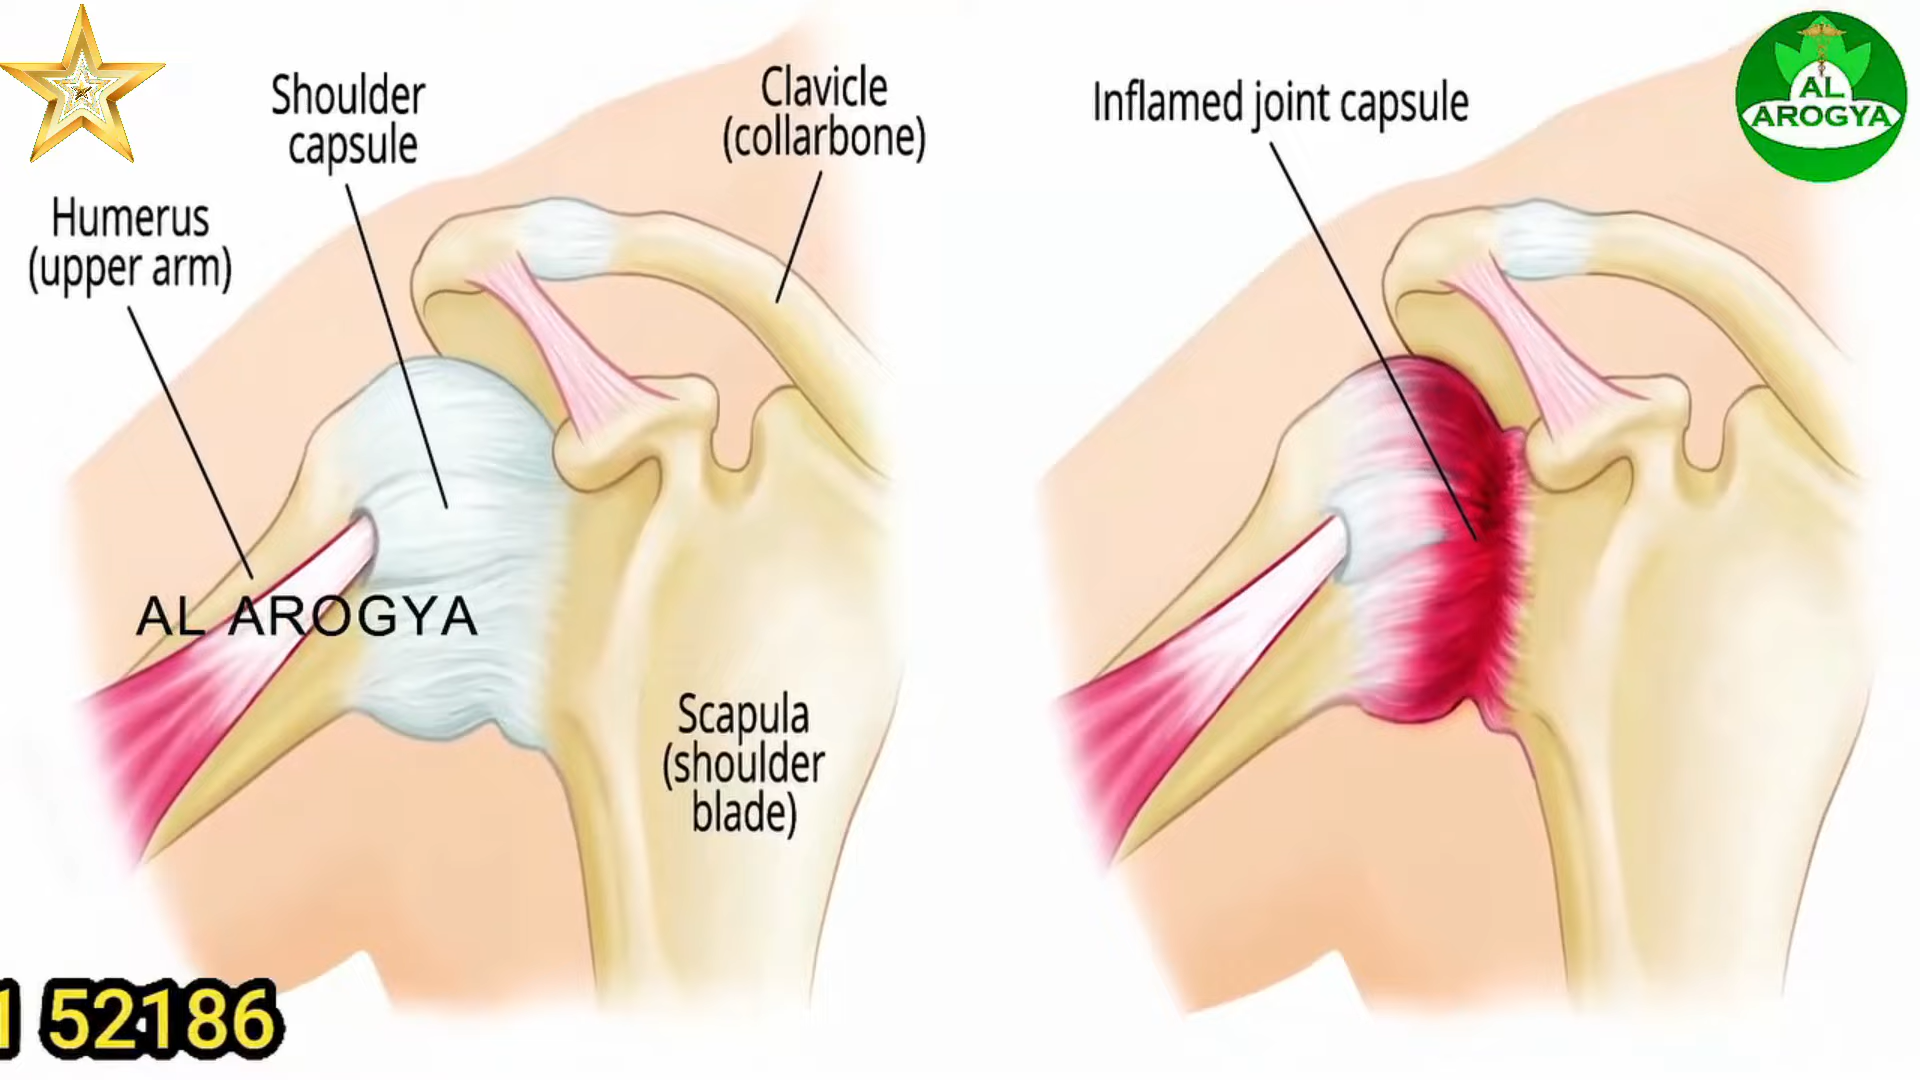 Shoulder
capsule
Clavicle
(collarbone)
Humerus
(upper arm)
Inflamed joint capsule
AL
AROGYA
AL AROGYA
Scapula
(shoulder
blade)
52186